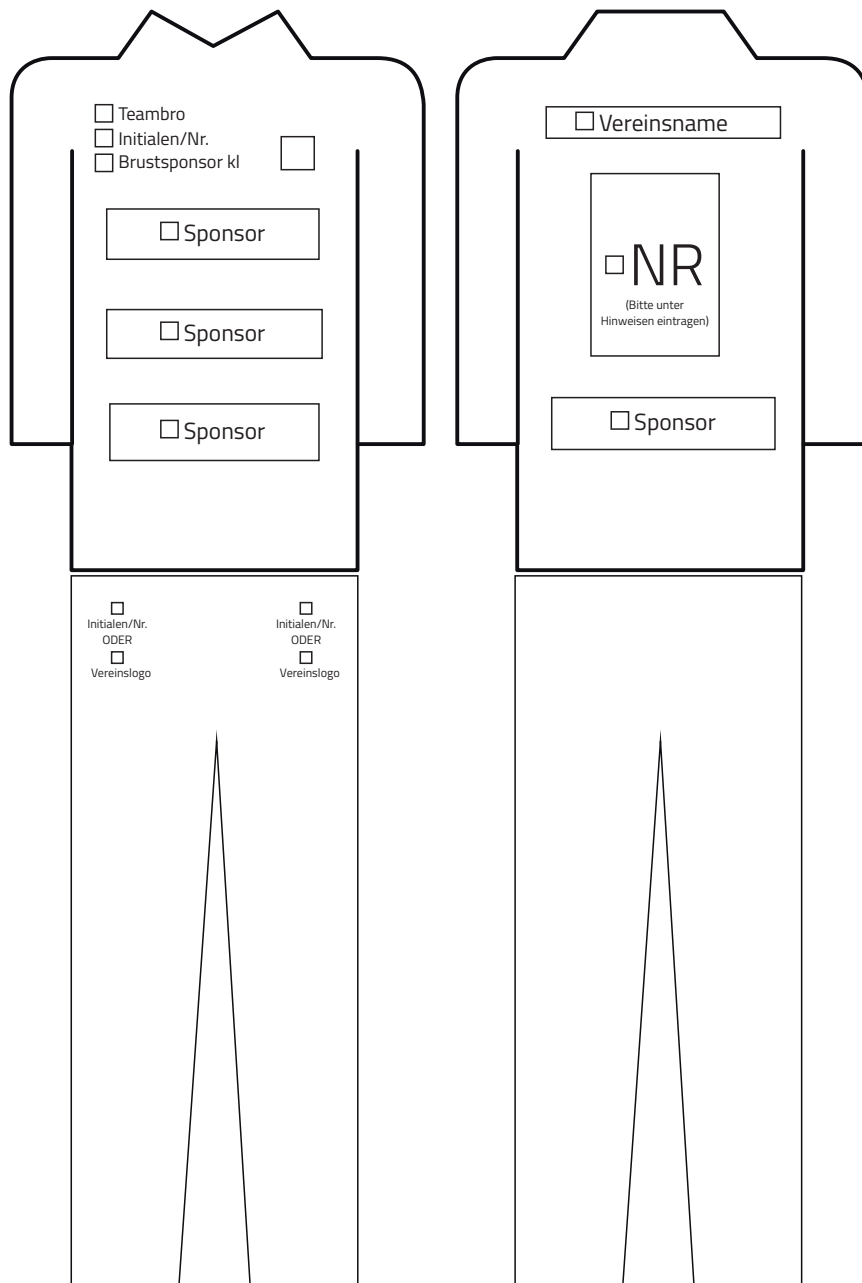 Teambro
Initialen/Nr.
Brustsponsor kl
Sponsor
Sponsor
Sponsor
Initialen/Nr.
ODER
Vereinslogo
Initialen/Nr.
ODER
Vereinslogo
Vereinsname
NR
(Bitte unter
Hinweisen eintragen)
Sponsor